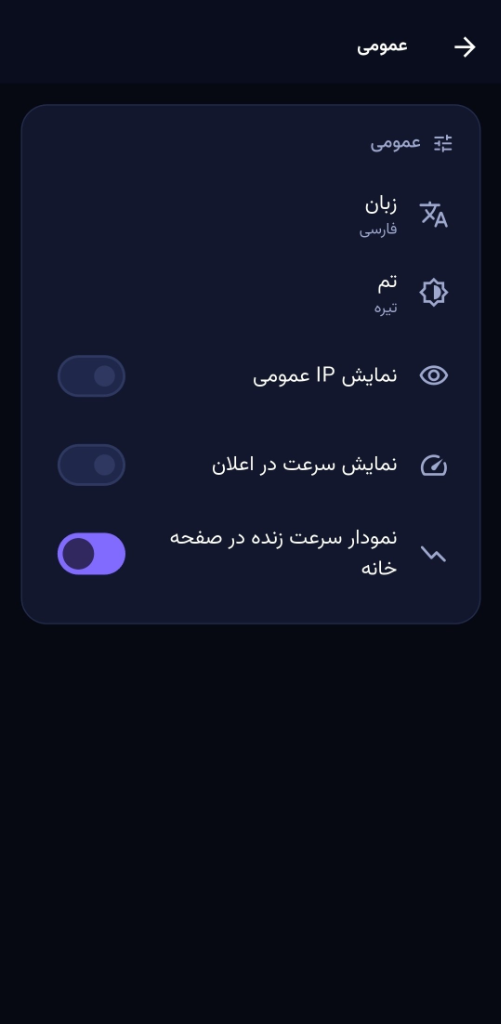 عمومی
عمومی
زبان
فارسی
تم
تیره
نمایش IP عمومی
نمایش سرعت در اعلان
نمودار سرعت زنده در صفحه
خانه